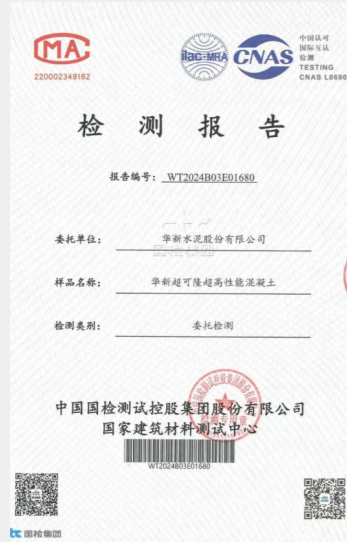 MA
220002349182
ilac-MRA
CNAS
中国认可
国际互认
检测
TESTING
CNAS L0690
检 测 报 告
报告编号: WT2024B03E01680
委托单位: 华新水泥股份有限公司
样品名称: 华新超可隆超高性能混凝土
检测类别: 委托检测
中国国检测试控股集团股份有限公司
国家建筑材料测试中心
WT2024B03E01680
国检集团